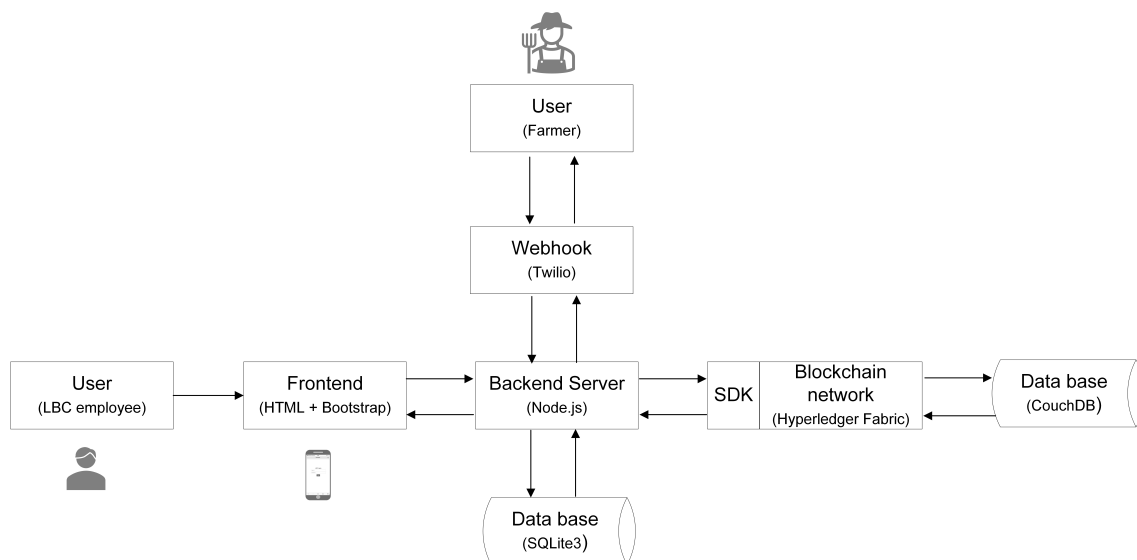 User
(Farmer)
Webhook
(Twilio)
User
(LBC employee)
Frontend
(HTML + Bootstrap)
Backend Server
(Node.js)
SDK
Blockchain
network
(Hyperledger Fabric)
Data base
(CouchDB)
Data base
(SQLite3)